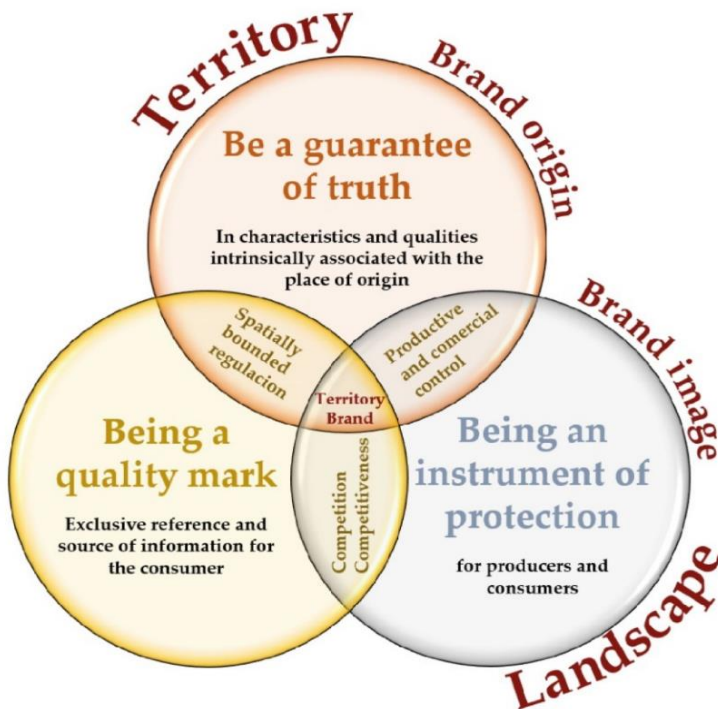 Territory
Brand origin
Be a guarantee
of truth
In characteristics and qualities
intrinsically associated with the
place of origin
Spatially
bounded
regulacion
Productive
and comercial
control
Brand image
Territory
Brand
Being a
quality mark
Exclusive reference and
source of information for
the consumer
Competition
Competitiveness
Being an
instrument of
protection
for producers and
consumers
Landscape